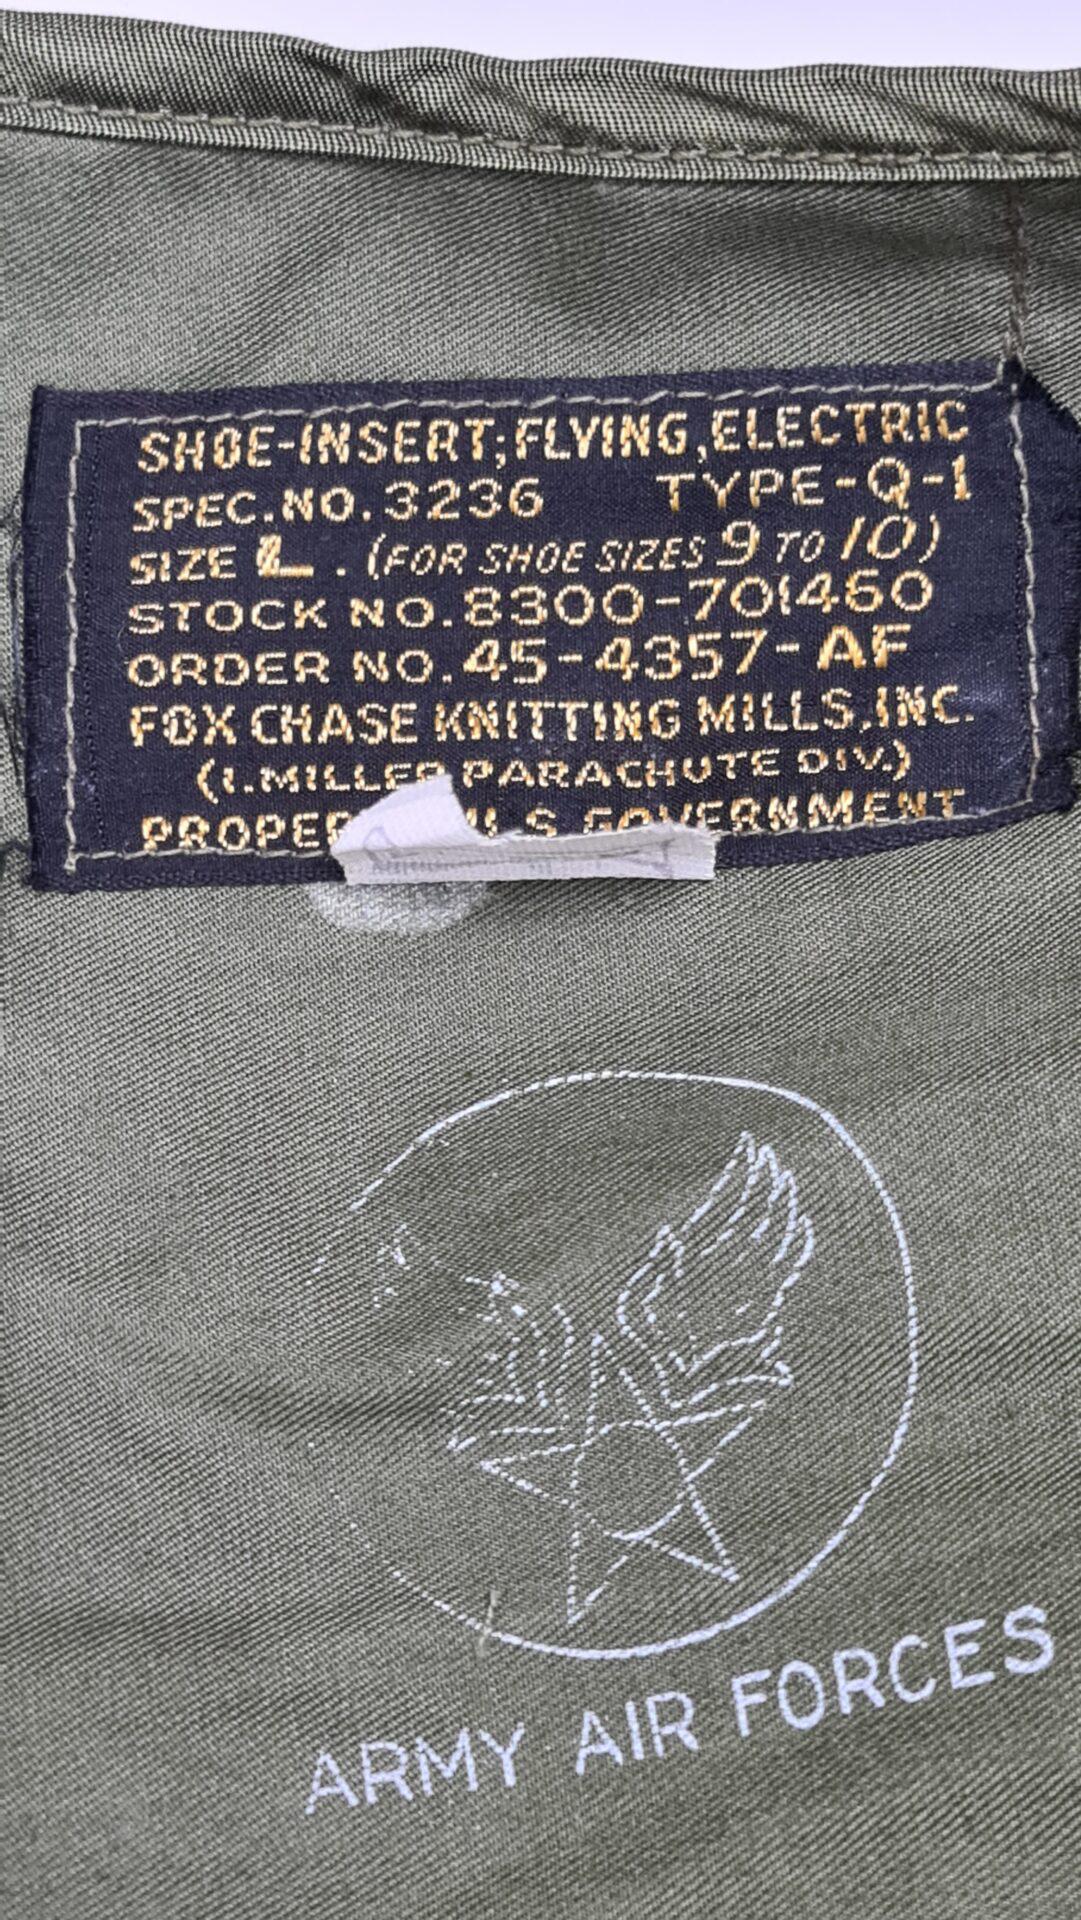 SHOE-INSERT;FLYING,ELECTRIC
SPEC.NO.3236 TYPE-Q-1
SIZE L. (FOR SHOE SIZES 9 TO 10)
STOCK NO.8300-701460
ORDER NO.45-4357-AF
FOX CHASE KNITTING MILLS,INC.
(I.MILLER PARACHUTE DIV.)
U.S GOVERNMENT
ARMY AIR FORCES